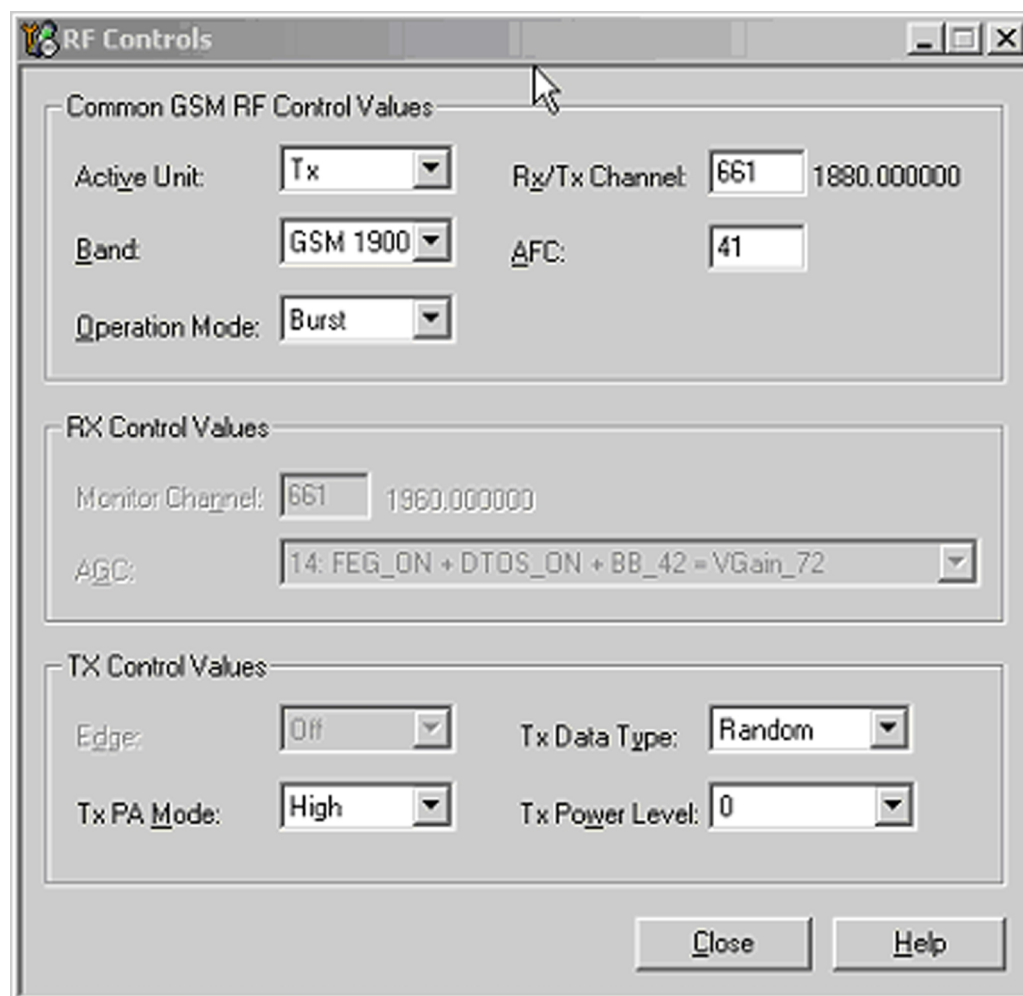 RF Controls
Common GSM RF Control Values
Active Unit: Tx Rx/Tx Channel: 661 1880.000000
Band: GSM 1900 AFC: 41
Operation Mode: Burst
RX Control Values
Monitor Channel: 661 1960.000000
AGC: 14: FEG_ON + DTOS_ON + BB_42 = VGain_72
TX Control Values
Edge: Off Tx Data Type: Random
Tx PA Mode: High Tx Power Level: 0
Close Help